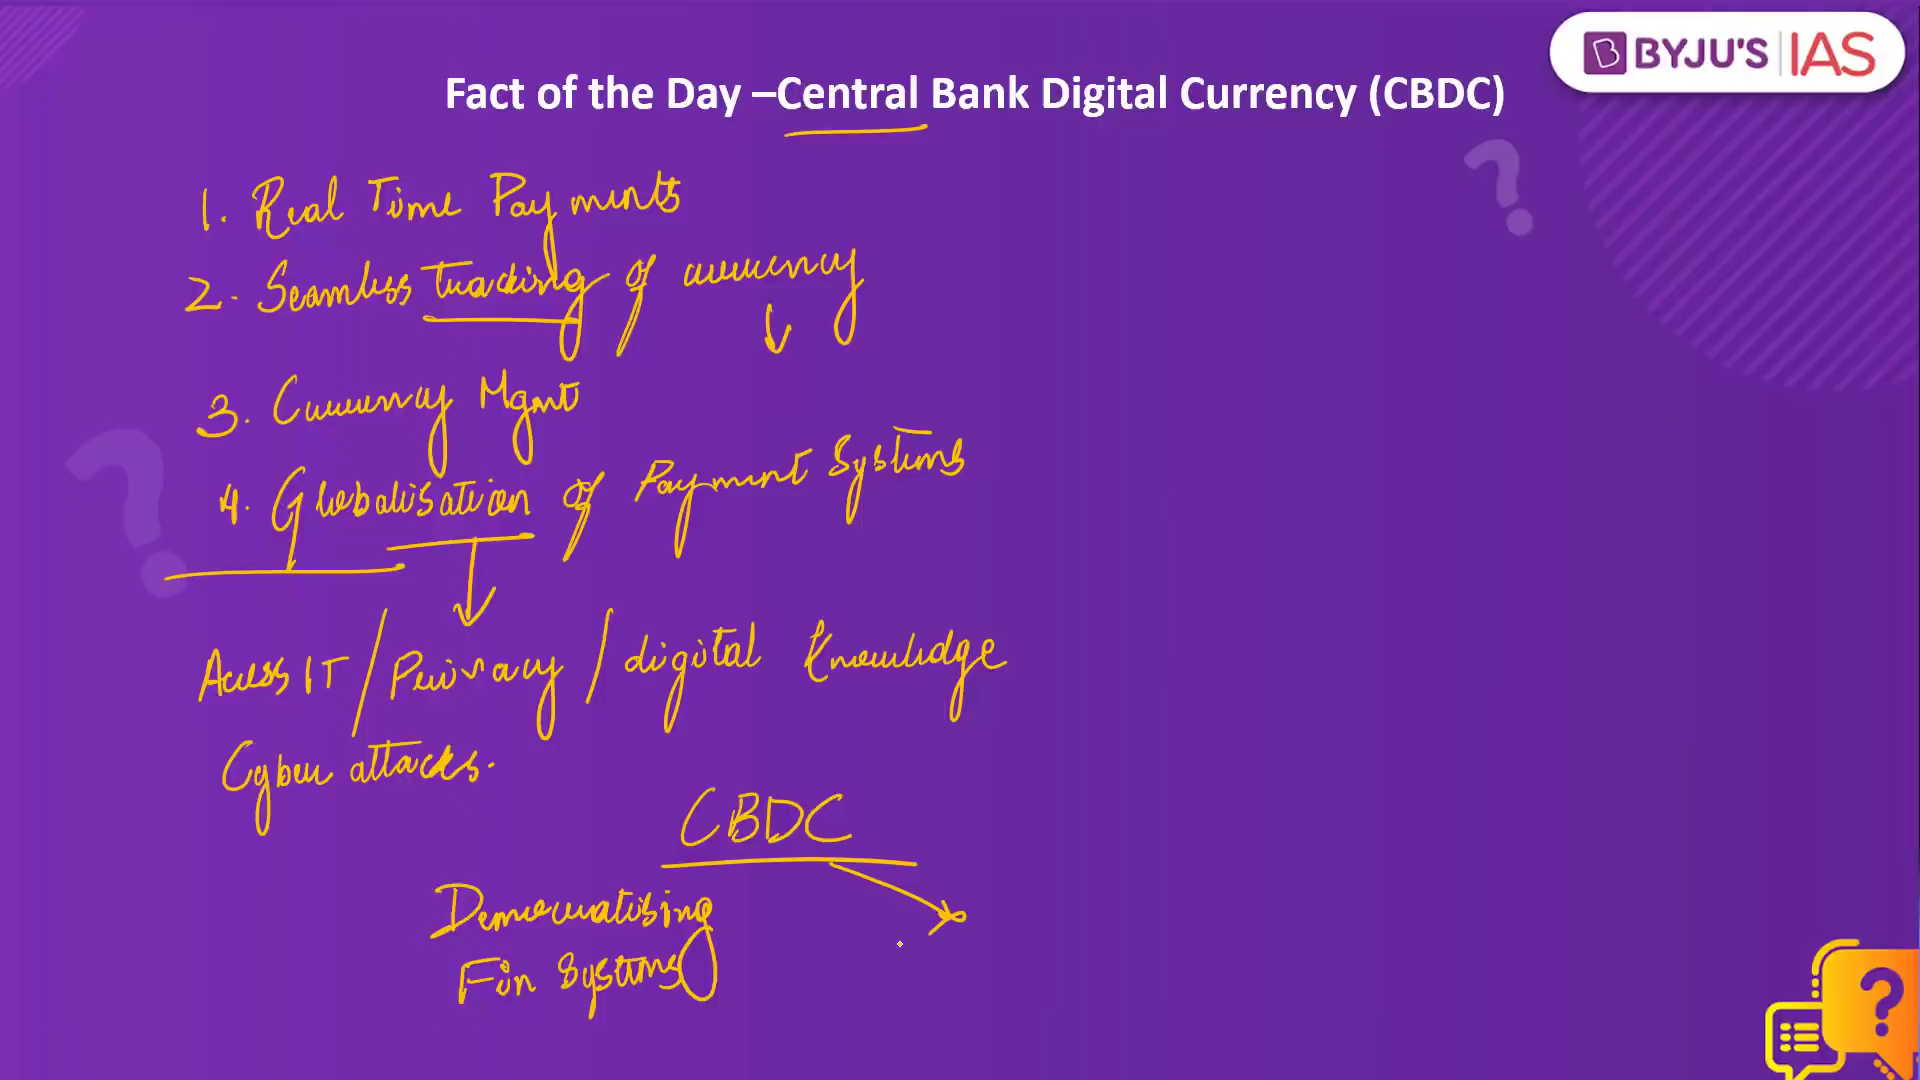 BYJU'S IAS
Fact of the Day –Central Bank Digital Currency (CBDC)
1. Real Time Payments
2. Seamless tracking of currency
3. Currency Mgmt
4. Globalisation of Payment Systems
Access IT / Privacy / digital Knowledge
Cyber attacks.
CBDC
Democratising
Fin Systems